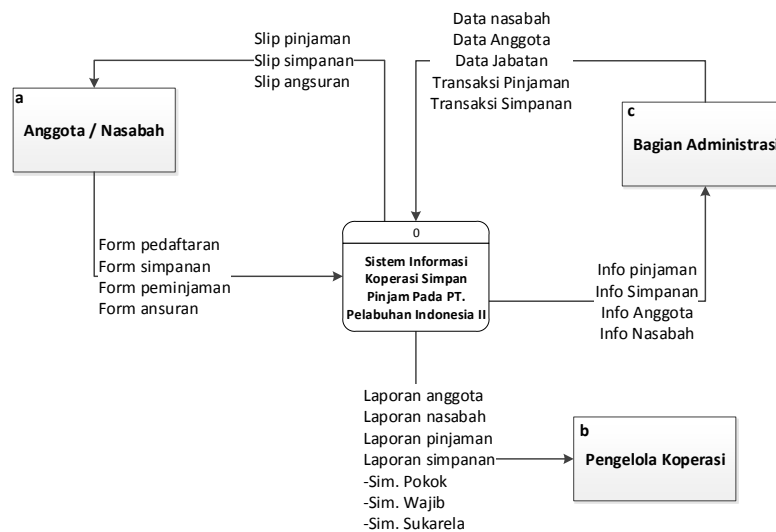 Slip pinjaman
Slip simpanan
Slip angsuran
Data nasabah
Data Anggota
Data Jabatan
Transaksi Pinjaman
Transaksi Simpanan
a
Anggota / Nasabah
c
Bagian Administrasi
Form pedaftaran
Form simpanan
Form peminjaman
Form ansuran
0
Sistem Informasi
Koperasi Simpan
Pinjam Pada PT.
Pelabuhan Indonesia II
Info pinjaman
Info Simpanan
Info Anggota
Info Nasabah
Laporan anggota
Laporan nasabah
Laporan pinjaman
Laporan simpanan
-Sim. Pokok
-Sim. Wajib
-Sim. Sukarela
b
Pengelola Koperasi